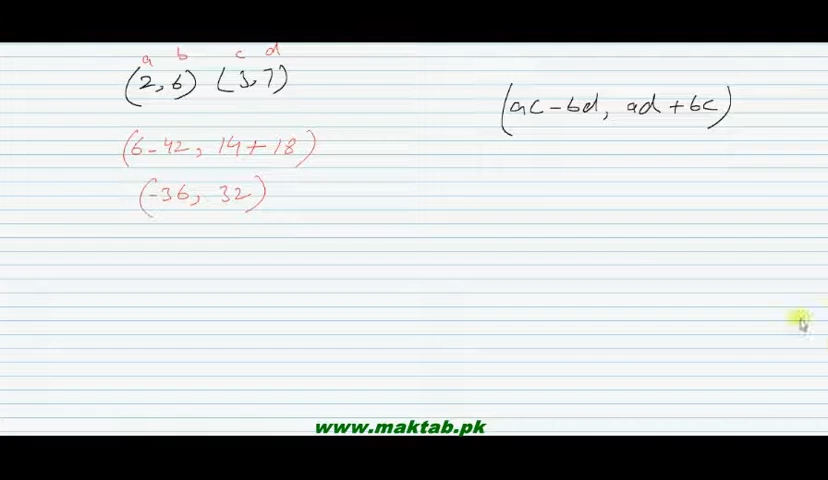 a b c d
(2, 6) (3, 7)
(ac - bd, ad + bc)
(6 - 42, 14 + 18)
(-36, 32)
www.maktab.pk